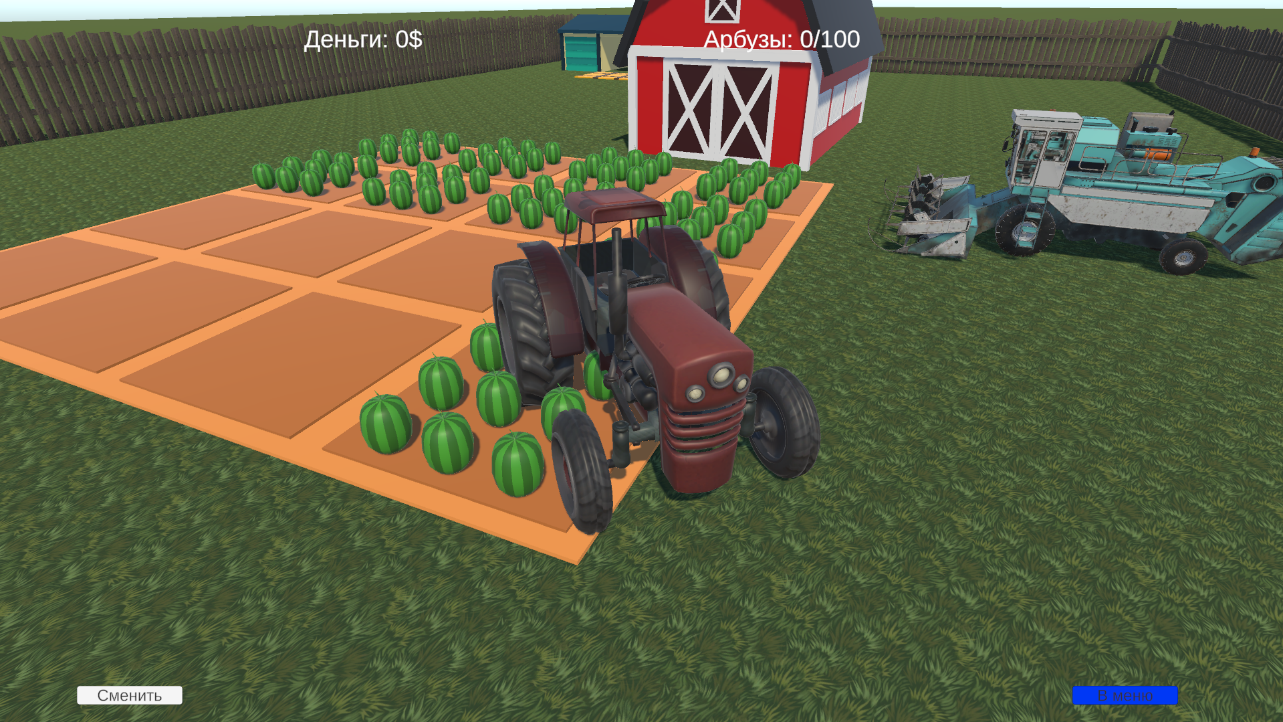 Деньги: 0$
Арбузы: 0/100
Сменить
В меню